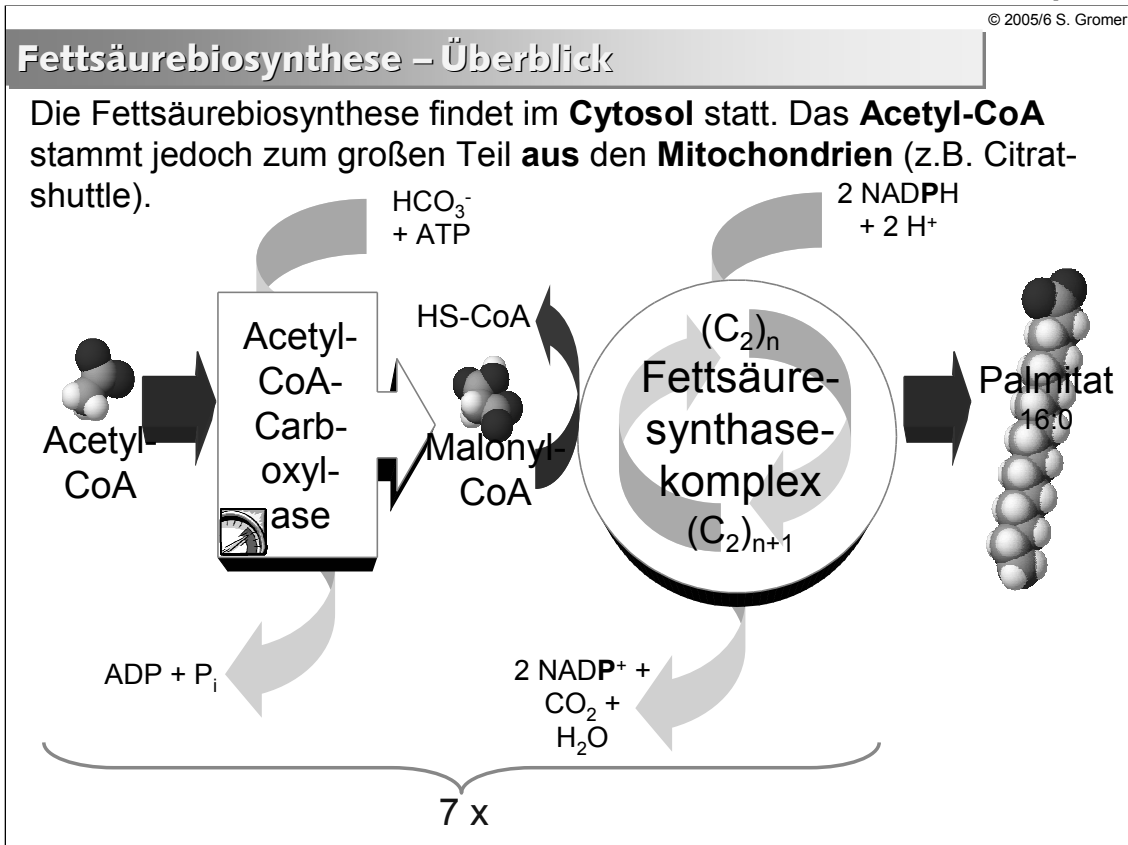 © 2005/6 S. Gromer
Fettsäurebiosynthese – Überblick
Die Fettsäurebiosynthese findet im Cytosol statt. Das Acetyl-CoA
stammt jedoch zum großen Teil aus den Mitochondrien (z.B. Citrat-
shuttle).
HCO₃⁻
+ ATP
2 NADPH
+ 2 H⁺
Acetyl-
CoA
Acetyl-
CoA-
Carb-
oxyl-
ase
HS-CoA
Malonyl-
CoA
(C₂)ₙ
Fettsäure-
synthase-
komplex
(C₂)ₙ₊₁
Palmitat
16:0
ADP + Pᵢ
2 NADP⁺ +
CO₂ +
H₂O
7 x